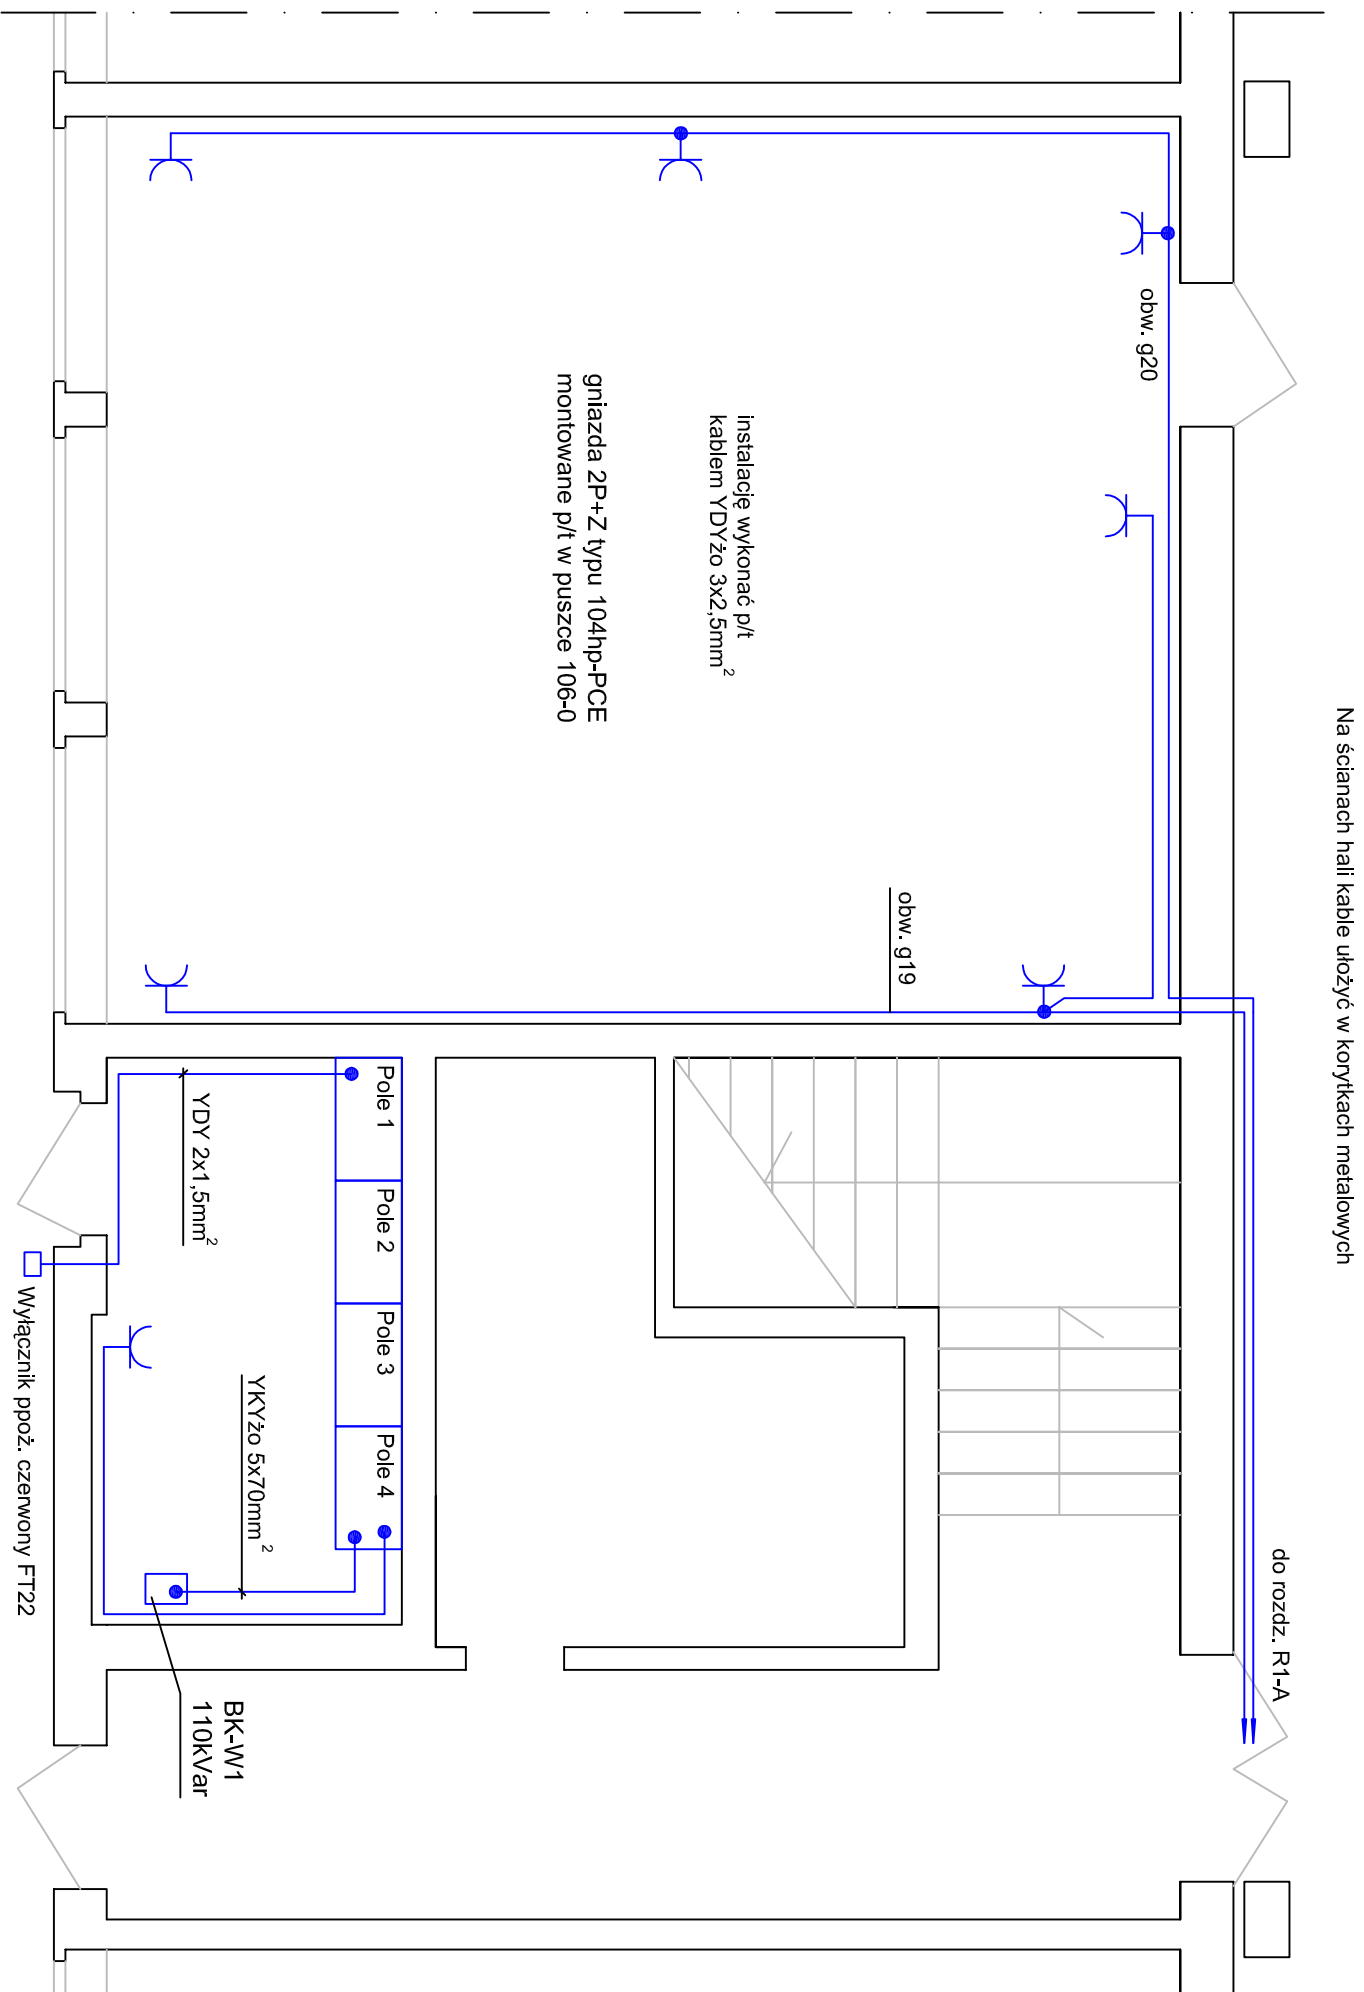 Na ścianach hali kable ułożyć w korytkach metalowych
do rozdz. R1-A
obw. g20
obw. g19
instalację wykonać p/t
kablem YDYżo 3x2,5mm²
gniazda 2P+Z typu 104hp-PCE
montowane p/t w puszce 106-0
Pole 1
Pole 2
Pole 3
Pole 4
YDY 2x1,5mm²
YKYżo 5x70mm²
BK-W1
110kVar
Wyłącznik ppoż. czerwony FT22